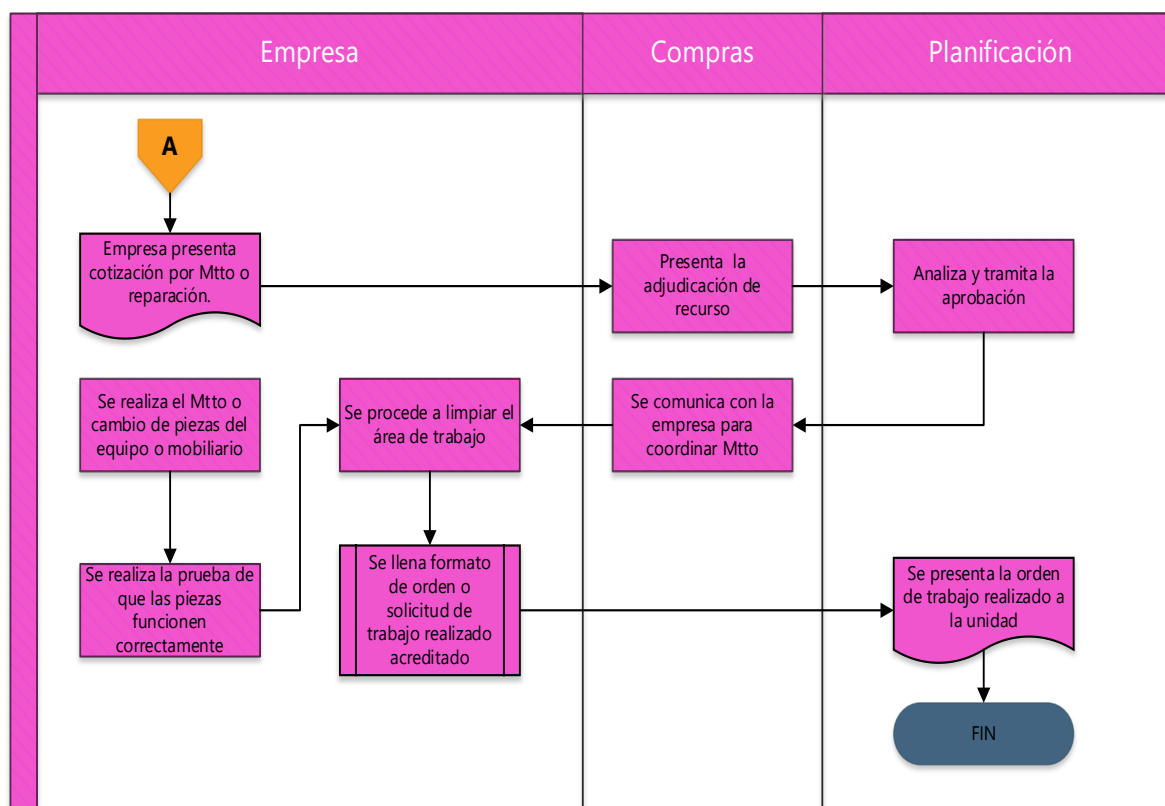 Empresa
Compras
Planificación
A
Empresa presenta
cotización por Mtto o
reparación.
Presenta la
adjudicación de
recurso
Analiza y tramita la
aprobación
Se realiza el Mtto o
cambio de piezas del
equipo o mobiliario
Se procede a limpiar el
área de trabajo
Se comunica con la
empresa para
coordinar Mtto
Se realiza la prueba de
que las piezas
funcionen
correctamente
Se llena formato
de orden o
solicitud de
trabajo realizado
acreditado
Se presenta la orden
de trabajo realizado a
la unidad
FIN